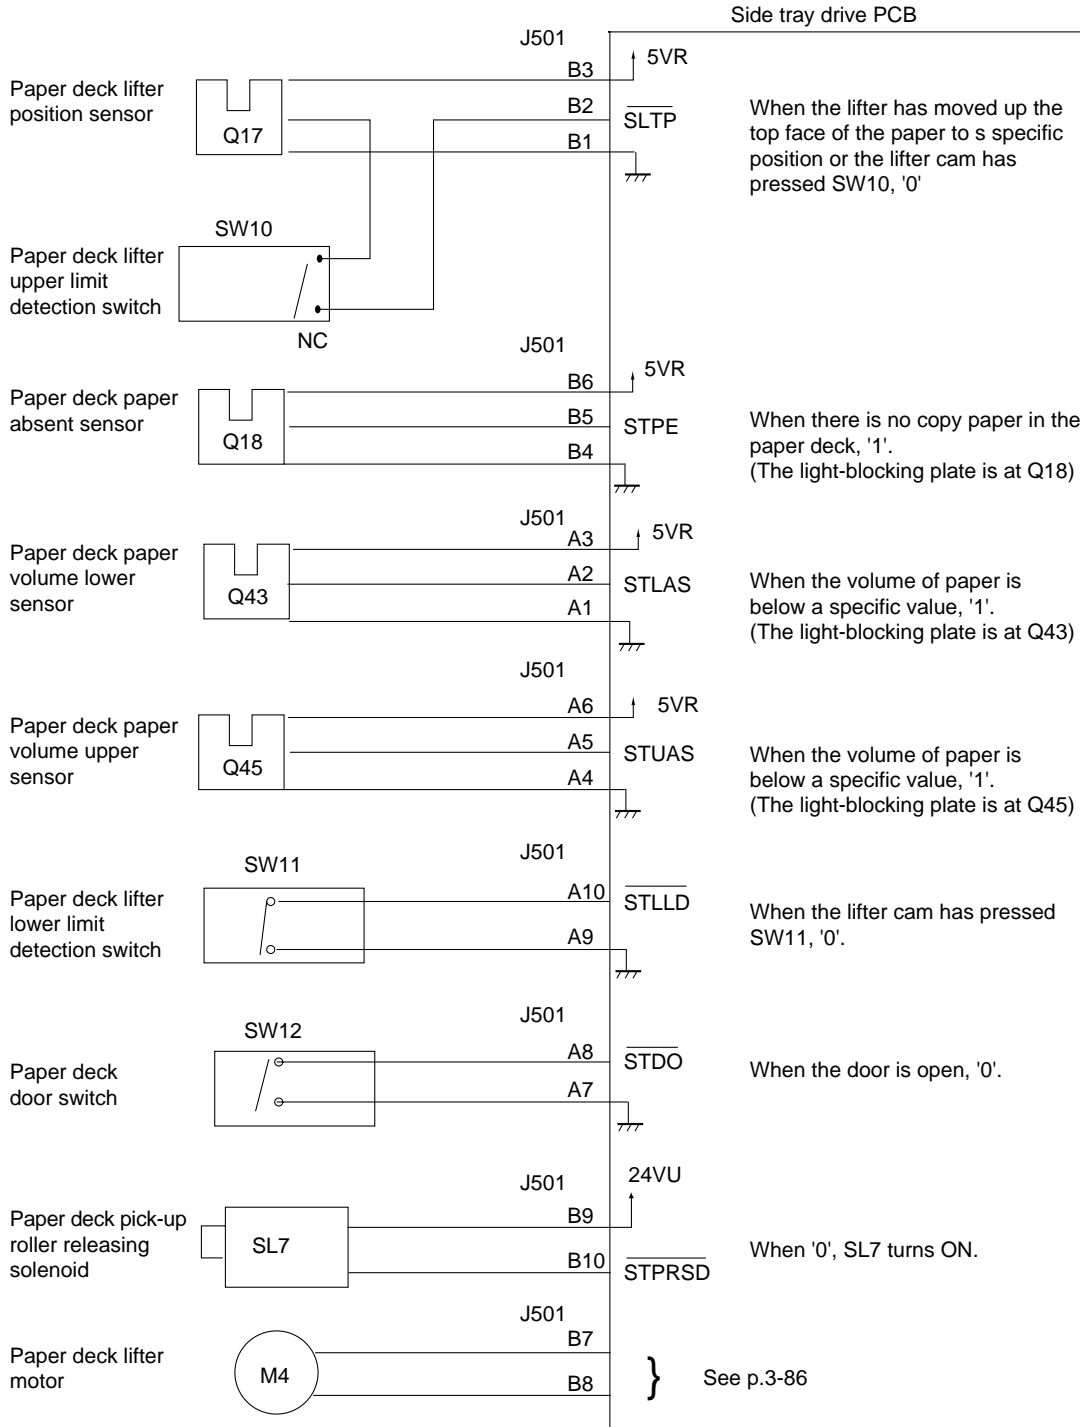 Side tray drive PCB
J501
Paper deck lifter
position sensor
Q17
B3
B2
B1
5VR
SLTP
When the lifter has moved up the
top face of the paper to s specific
position or the lifter cam has
pressed SW10, '0'
SW10
Paper deck lifter
upper limit
detection switch
NC
J501
Paper deck paper
absent sensor
Q18
B6
B5
B4
5VR
STPE
When there is no copy paper in the
paper deck, '1'.
(The light-blocking plate is at Q18)
J501
Paper deck paper
volume lower
sensor
Q43
A3
A2
A1
5VR
STLAS
When the volume of paper is
below a specific value, '1'.
(The light-blocking plate is at Q43)
J501
Paper deck paper
volume upper
sensor
Q45
A6
A5
A4
5VR
STUAS
When the volume of paper is
below a specific value, '1'.
(The light-blocking plate is at Q45)
SW11
J501
Paper deck lifter
lower limit
detection switch
A10
A9
STLLD
When the lifter cam has pressed
SW11, '0'.
SW12
J501
Paper deck
door switch
A8
A7
STDO
When the door is open, '0'.
J501
Paper deck pick-up
roller releasing
solenoid
SL7
B9
B10
24VU
STPRSD
When '0', SL7 turns ON.
J501
Paper deck lifter
motor
M4
B7
B8
}
See p.3-86